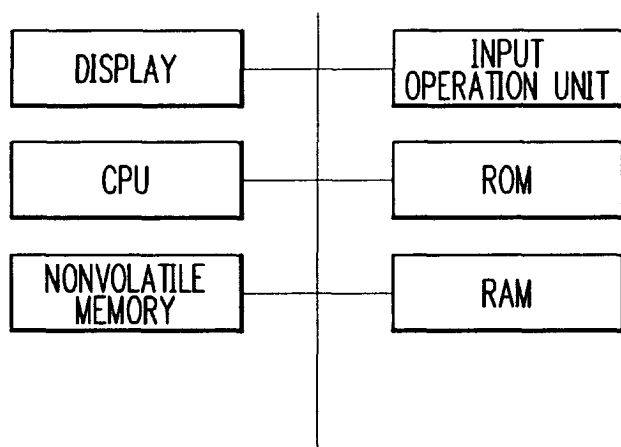 DISPLAY
INPUT
OPERATION UNIT
CPU
ROM
NONVOLATILE
MEMORY
RAM